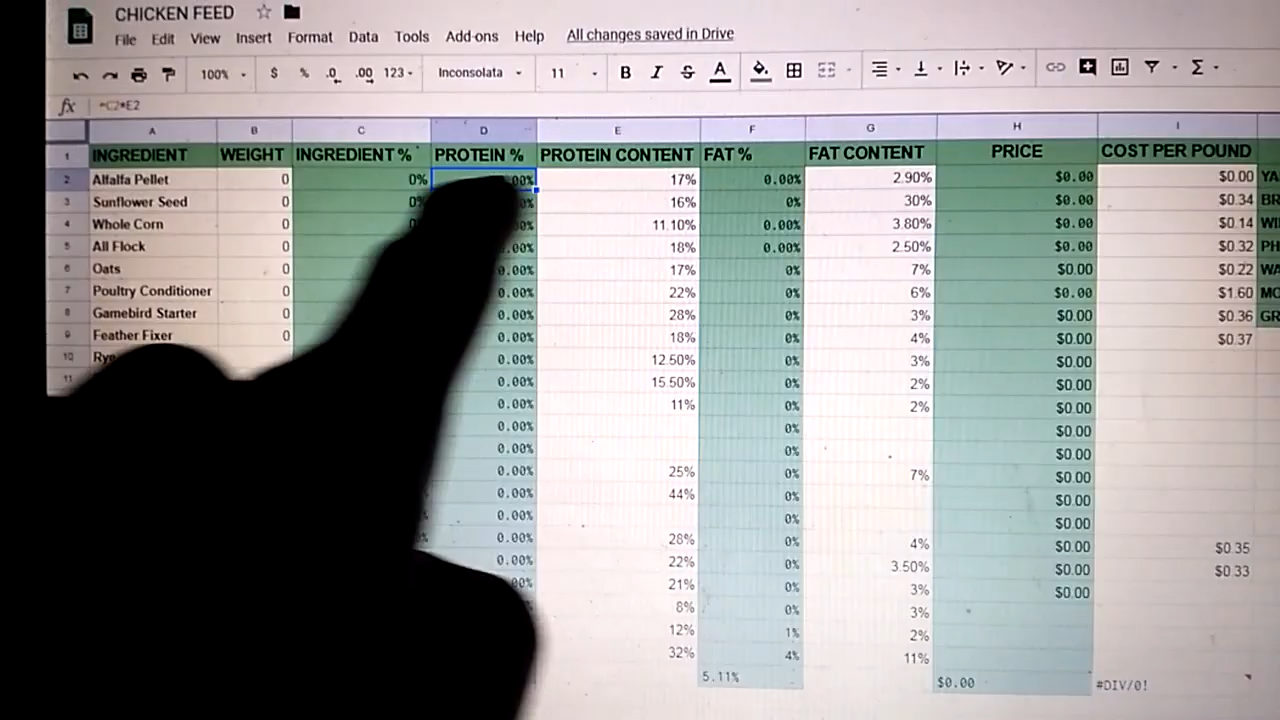 CHICKEN FEED
File Edit View Insert Format Data Tools Add-ons Help All changes saved in Drive
100% $ % .0 .00 123 Inconsolata 11 B I S A
fx =C2*E2
A B C D E F G H I
1 INGREDIENT WEIGHT INGREDIENT % PROTEIN % PROTEIN CONTENT FAT % FAT CONTENT PRICE COST PER POUND
2 Alfalfa Pellet 0 0% 17% 0.00% 2.90% $0.00 $0.00 YA
3 Sunflower Seed 0 16% 0% 30% $0.00 $0.34 BR
4 Whole Corn 0 11.10% 0.00% 3.80% $0.00 $0.14 WI
5 All Flock 0 18% 0.00% 2.50% $0.00 $0.32 PH
6 Oats 0 0.00% 17% 0% 7% $0.00 $0.22 WA
7 Poultry Conditioner 0 0.00% 22% 0% 6% $0.00 $1.60 MO
8 Gamebird Starter 0 0.00% 28% 0% 3% $0.00 $0.36 GR
9 Feather Fixer 0 0.00% 18% 0% 4% $0.00 $0.37
10 0.00% 12.50% 0% 3% $0.00
11 0.00% 15.50% 0% 2% $0.00
0.00% 11% 0% 2% $0.00
0.00% 0% $0.00
0.00% 0% $0.00
0.00% 25% 0% 7% $0.00
0.00% 44% 0% $0.00
0.00% 0% $0.00
0.00% 28% 0% 4% $0.00 $0.35
0.00% 22% 0% 3.50% $0.00 $0.33
21% 0% 3% $0.00
8% 0% 3%
12% 1% 2%
32% 4% 11%
5.11% $0.00 #DIV/0!